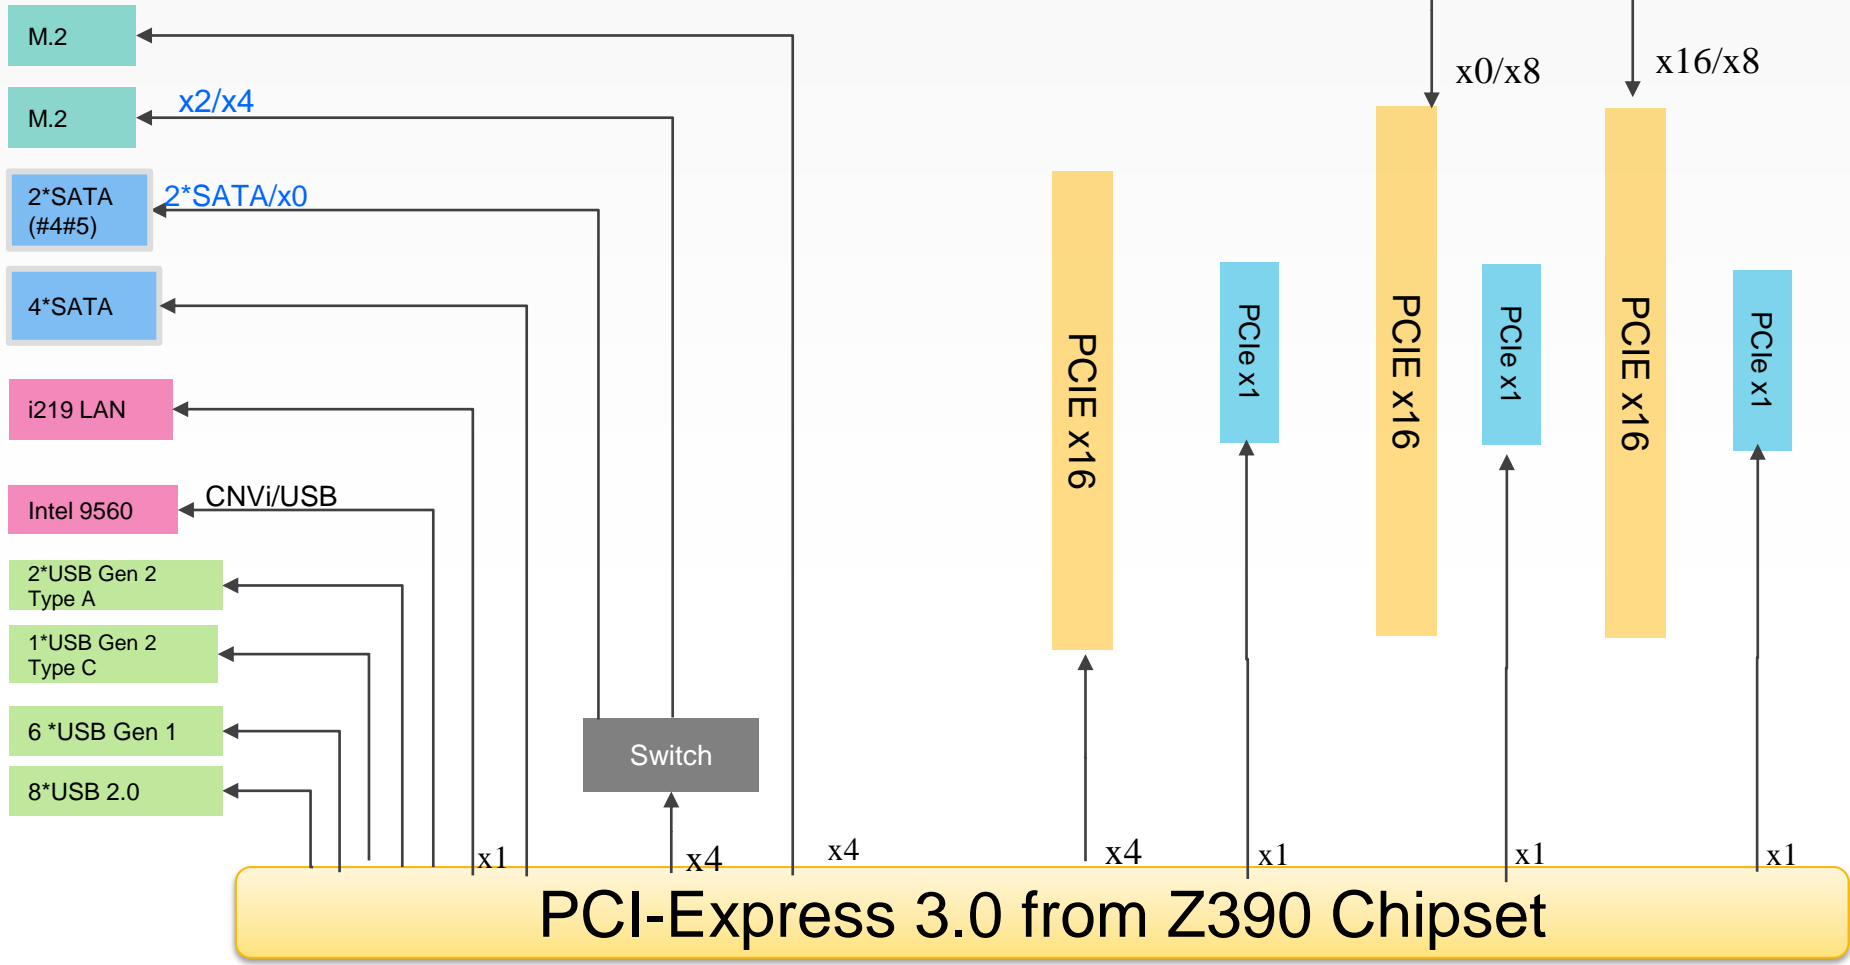 M.2
x2/x4
M.2
2*SATA/x0
2*SATA
(#4#5)
4*SATA
i219 LAN
CNVi/USB
Intel 9560
2*USB Gen 2
Type A
1*USB Gen 2
Type C
6 *USB Gen 1
8*USB 2.0
Switch
x0/x8
x16/x8
PCIE x16
PCIe x1
PCIE x16
PCIe x1
PCIE x16
PCIe x1
x1
x4
x4
x4
x1
x1
x1
PCI-Express 3.0 from Z390 Chipset